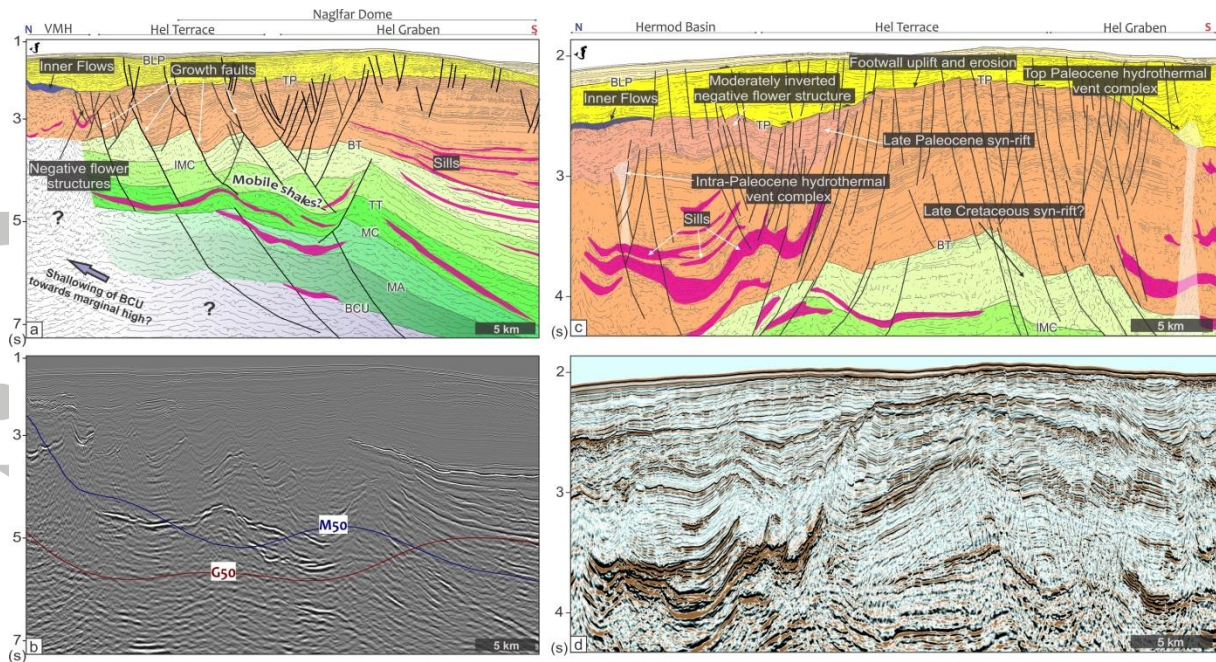 Naglfar Dome
VMH
Hel Terrace
Hel Graben
N
S
1
3
5
7
(s)
Inner Flows
BLP
Growth faults
TP
IMC
BT
Sills
Negative flower
structures
Mobile shales?
TT
MC
MA
BCU
?
?
Shallowing of BCU
towards marginal high?
a
5 km
1
3
5
7
(s)
M50
G50
b
5 km
N
Hermod Basin
Hel Terrace
Hel Graben
S
2
3
4
(s)
BLP
Inner Flows
Moderately inverted
negative flower structure
Footwall uplift and erosion
TP
Top Paleocene hydrothermal
vent complex
TP
Late Paleocene syn-rift
Intra-Paleocene hydrothermal
vent complex
Sills
Late Cretaceous syn-rift?
BT
IMC
c
5 km
2
3
4
(s)
d
5 km